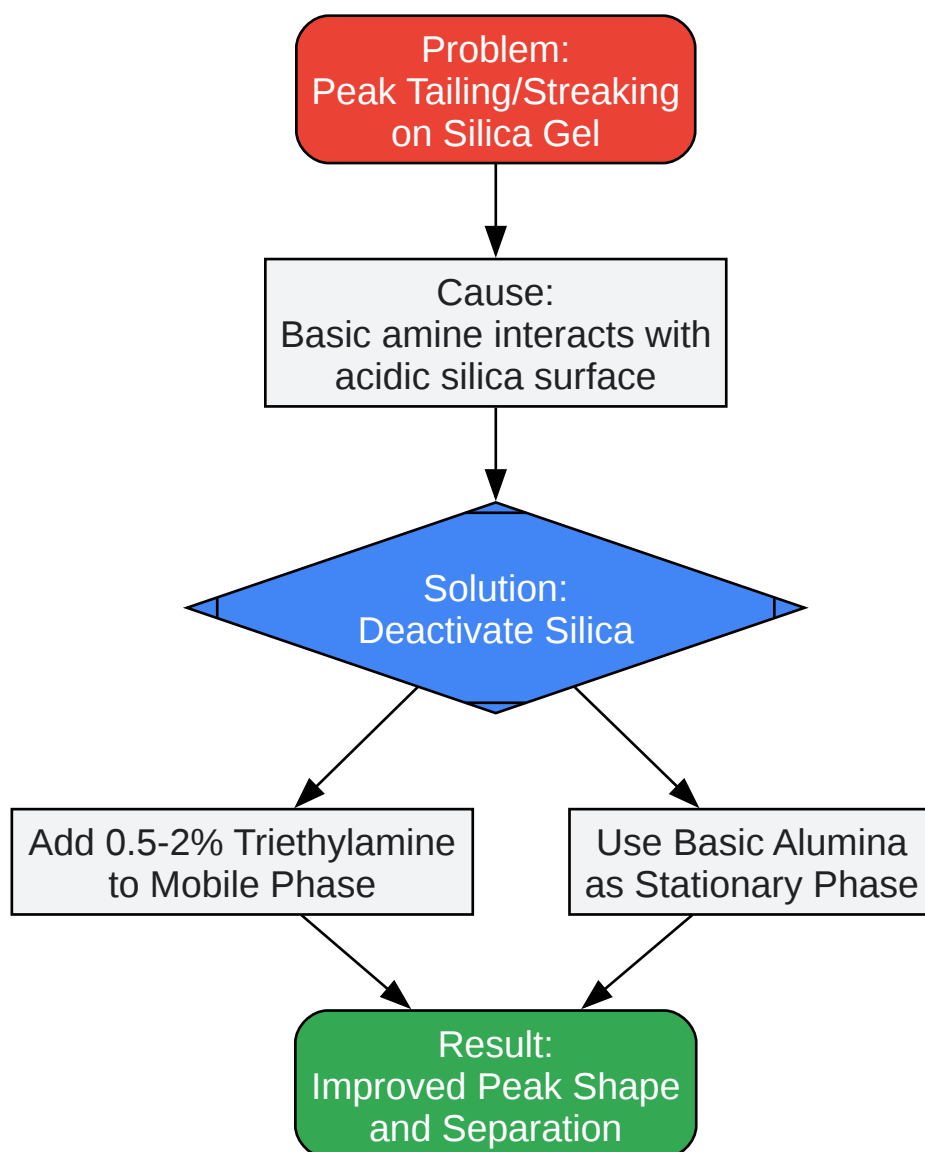 Problem:
Peak Tailing/Streaking
on Silica Gel
Cause:
Basic amine interacts with
acidic silica surface
Solution:
Deactivate Silica
Add 0.5-2% Triethylamine
to Mobile Phase
Use Basic Alumina
as Stationary Phase
Result:
Improved Peak Shape
and Separation